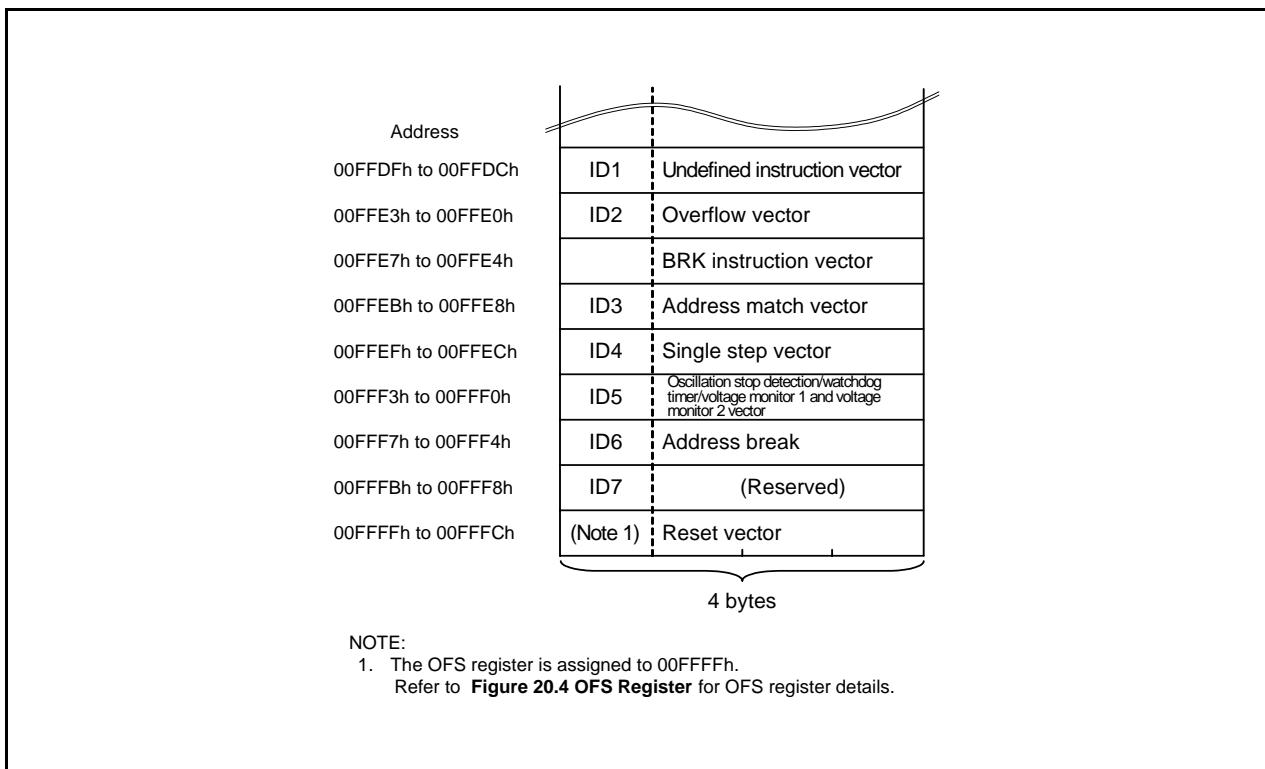 Address
00FFDFh to 00FFDCh ID1 Undefined instruction vector
00FFE3h to 00FFE0h ID2 Overflow vector
00FFE7h to 00FFE4h BRK instruction vector
00FFEBh to 00FFE8h ID3 Address match vector
00FFEFh to 00FFECh ID4 Single step vector
00FFF3h to 00FFF0h ID5 Oscillation stop detection/watchdog
timer/voltage monitor 1 and voltage
monitor 2 vector
00FFF7h to 00FFF4h ID6 Address break
00FFFBh to 00FFF8h ID7 (Reserved)
00FFFFh to 00FFFCh (Note 1) Reset vector
4 bytes
NOTE:
1. The OFS register is assigned to 00FFFFh.
Refer to Figure 20.4 OFS Register for OFS register details.